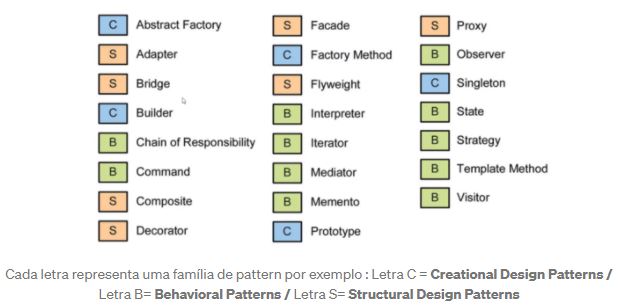 C Abstract Factory
S Adapter
S Bridge
C Builder
B Chain of Responsibility
B Command
S Composite
S Decorator
S Facade
C Factory Method
S Flyweight
B Interpreter
B Iterator
B Mediator
B Memento
C Prototype
S Proxy
B Observer
C Singleton
B State
B Strategy
B Template Method
B Visitor
Cada letra representa uma família de pattern por exemplo : Letra C = Creational Design Patterns /
Letra B= Behavioral Patterns / Letra S= Structural Design Patterns